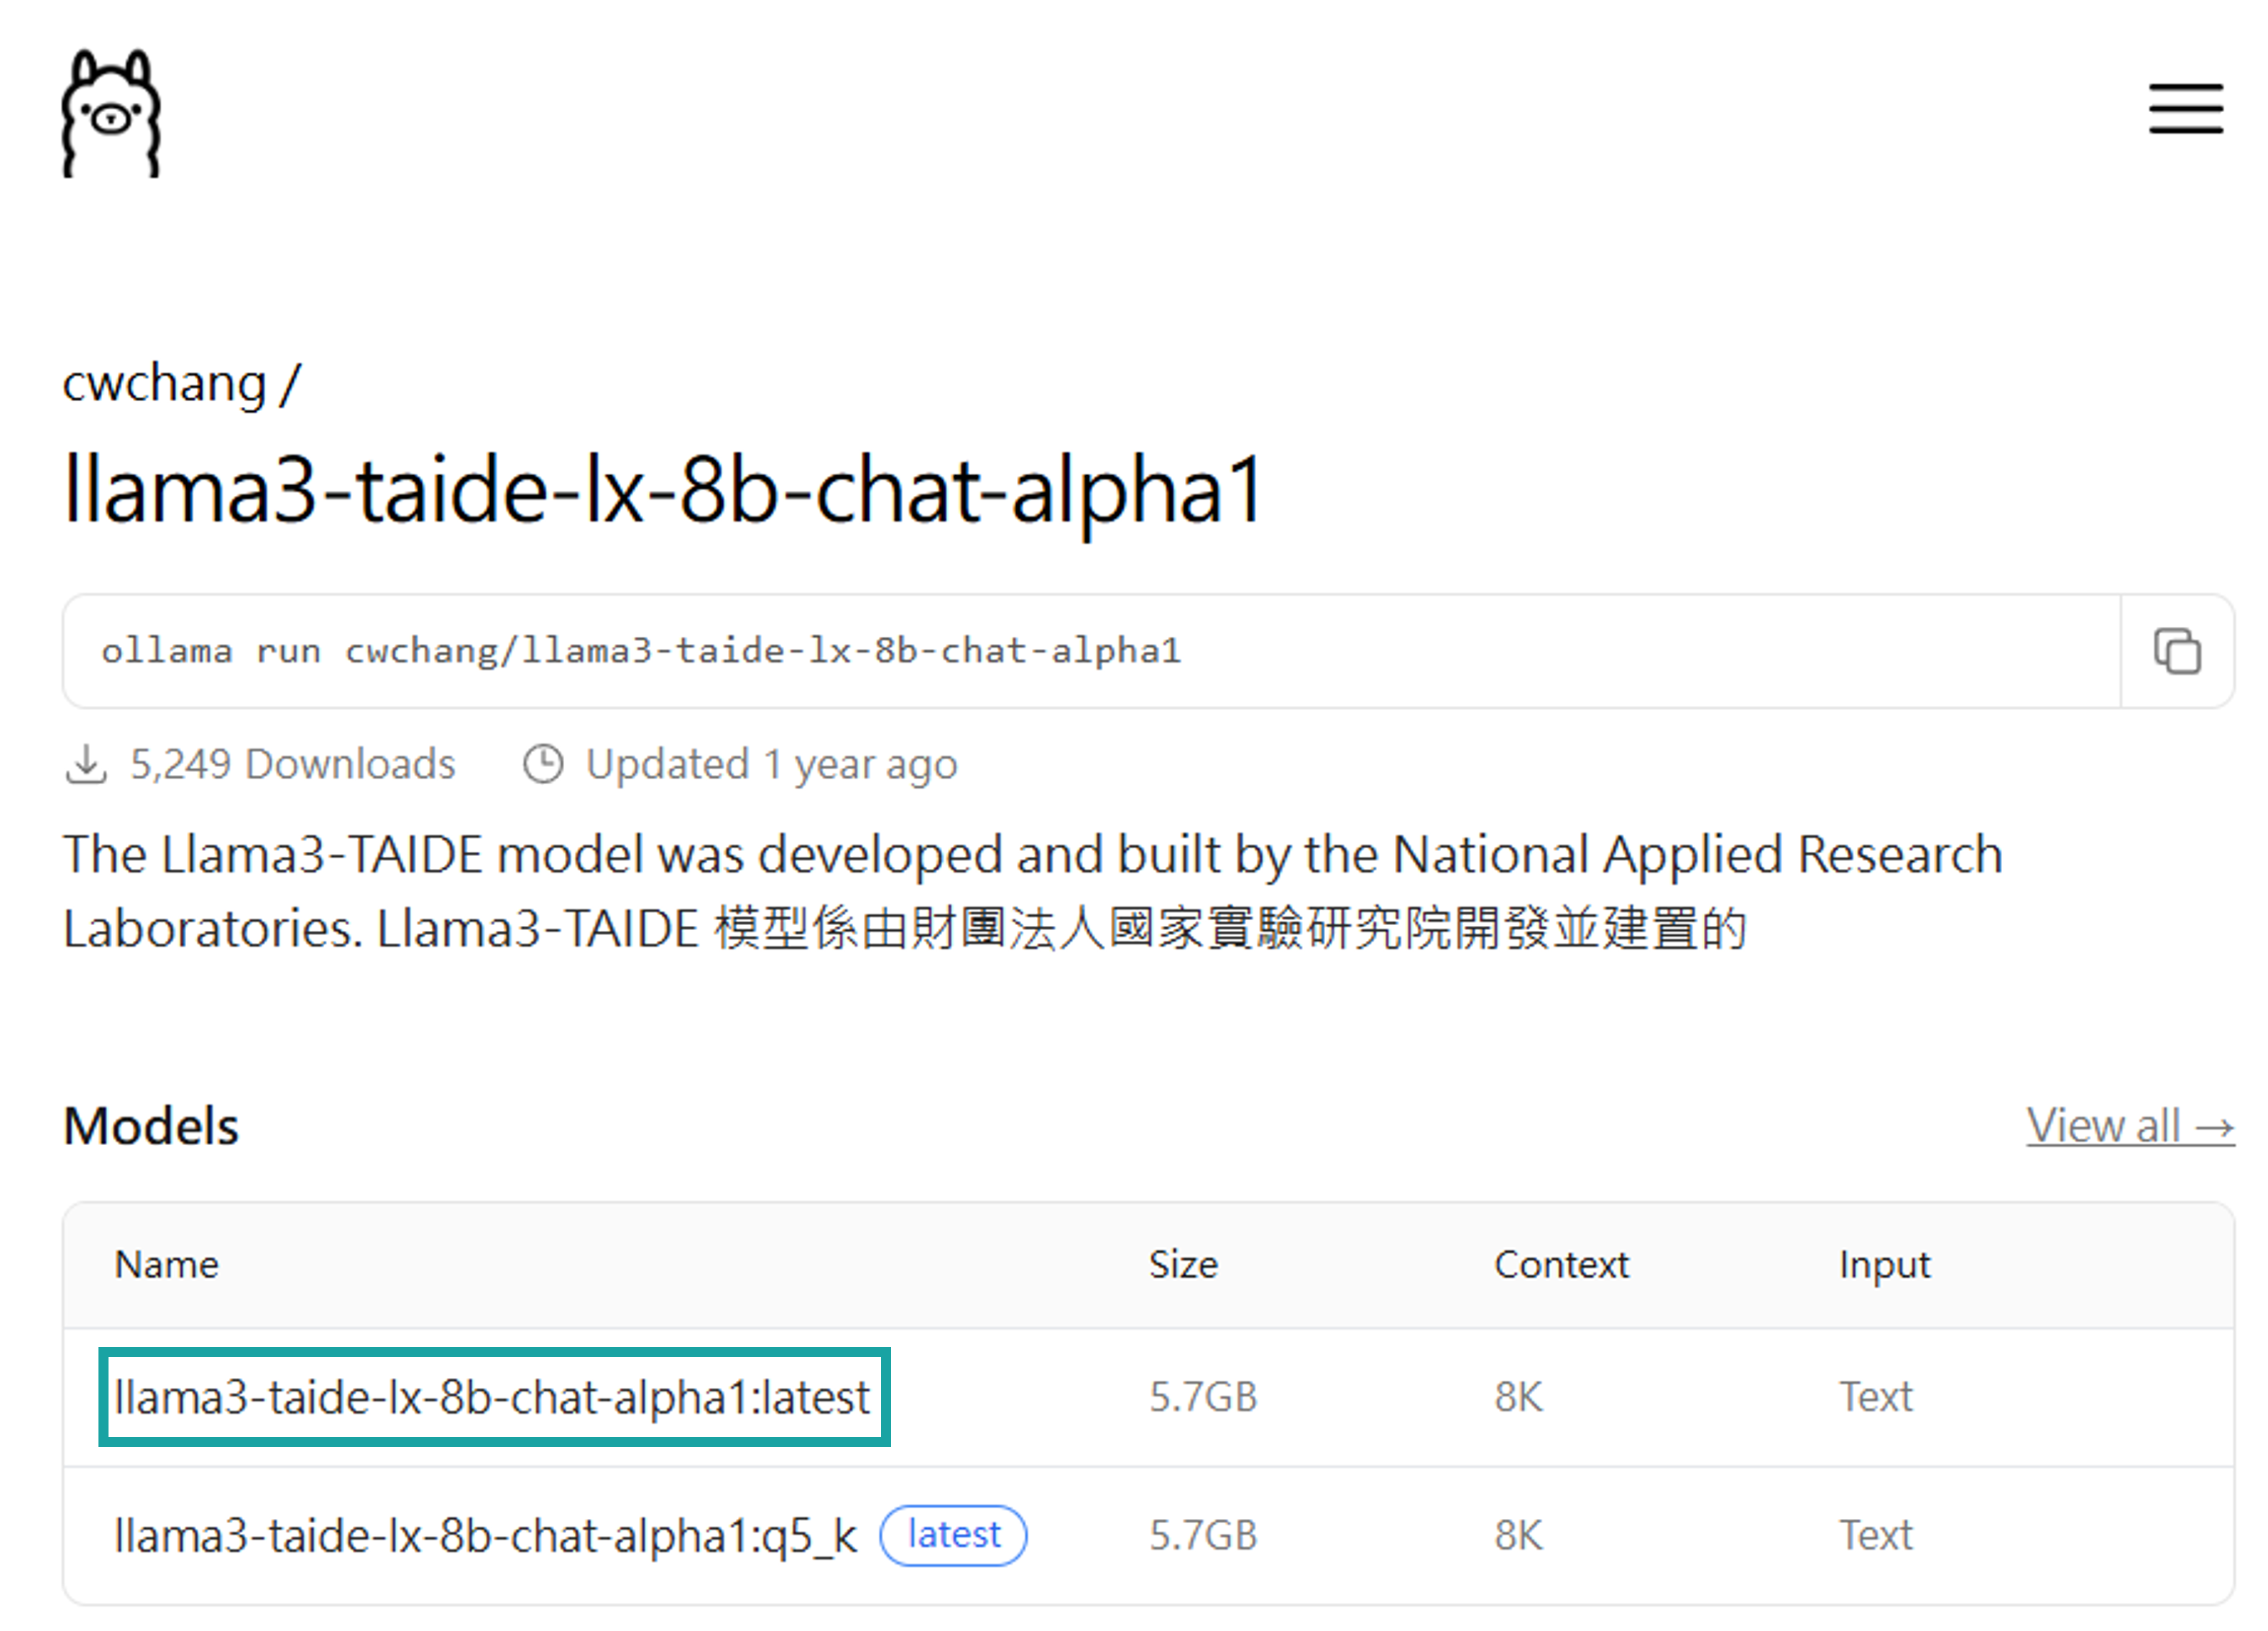 cwchang /
llama3-taide-lx-8b-chat-alpha1
ollama run cwchang/llama3-taide-lx-8b-chat-alpha1
5,249 Downloads Updated 1 year ago
The Llama3-TAIDE model was developed and built by the National Applied Research
Laboratories. Llama3-TAIDE 模型係由財團法人國家實驗研究院開發並建置的
Models View all →
Name Size Context Input
llama3-taide-lx-8b-chat-alpha1:latest 5.7GB 8K Text
llama3-taide-lx-8b-chat-alpha1:q5_k latest 5.7GB 8K Text